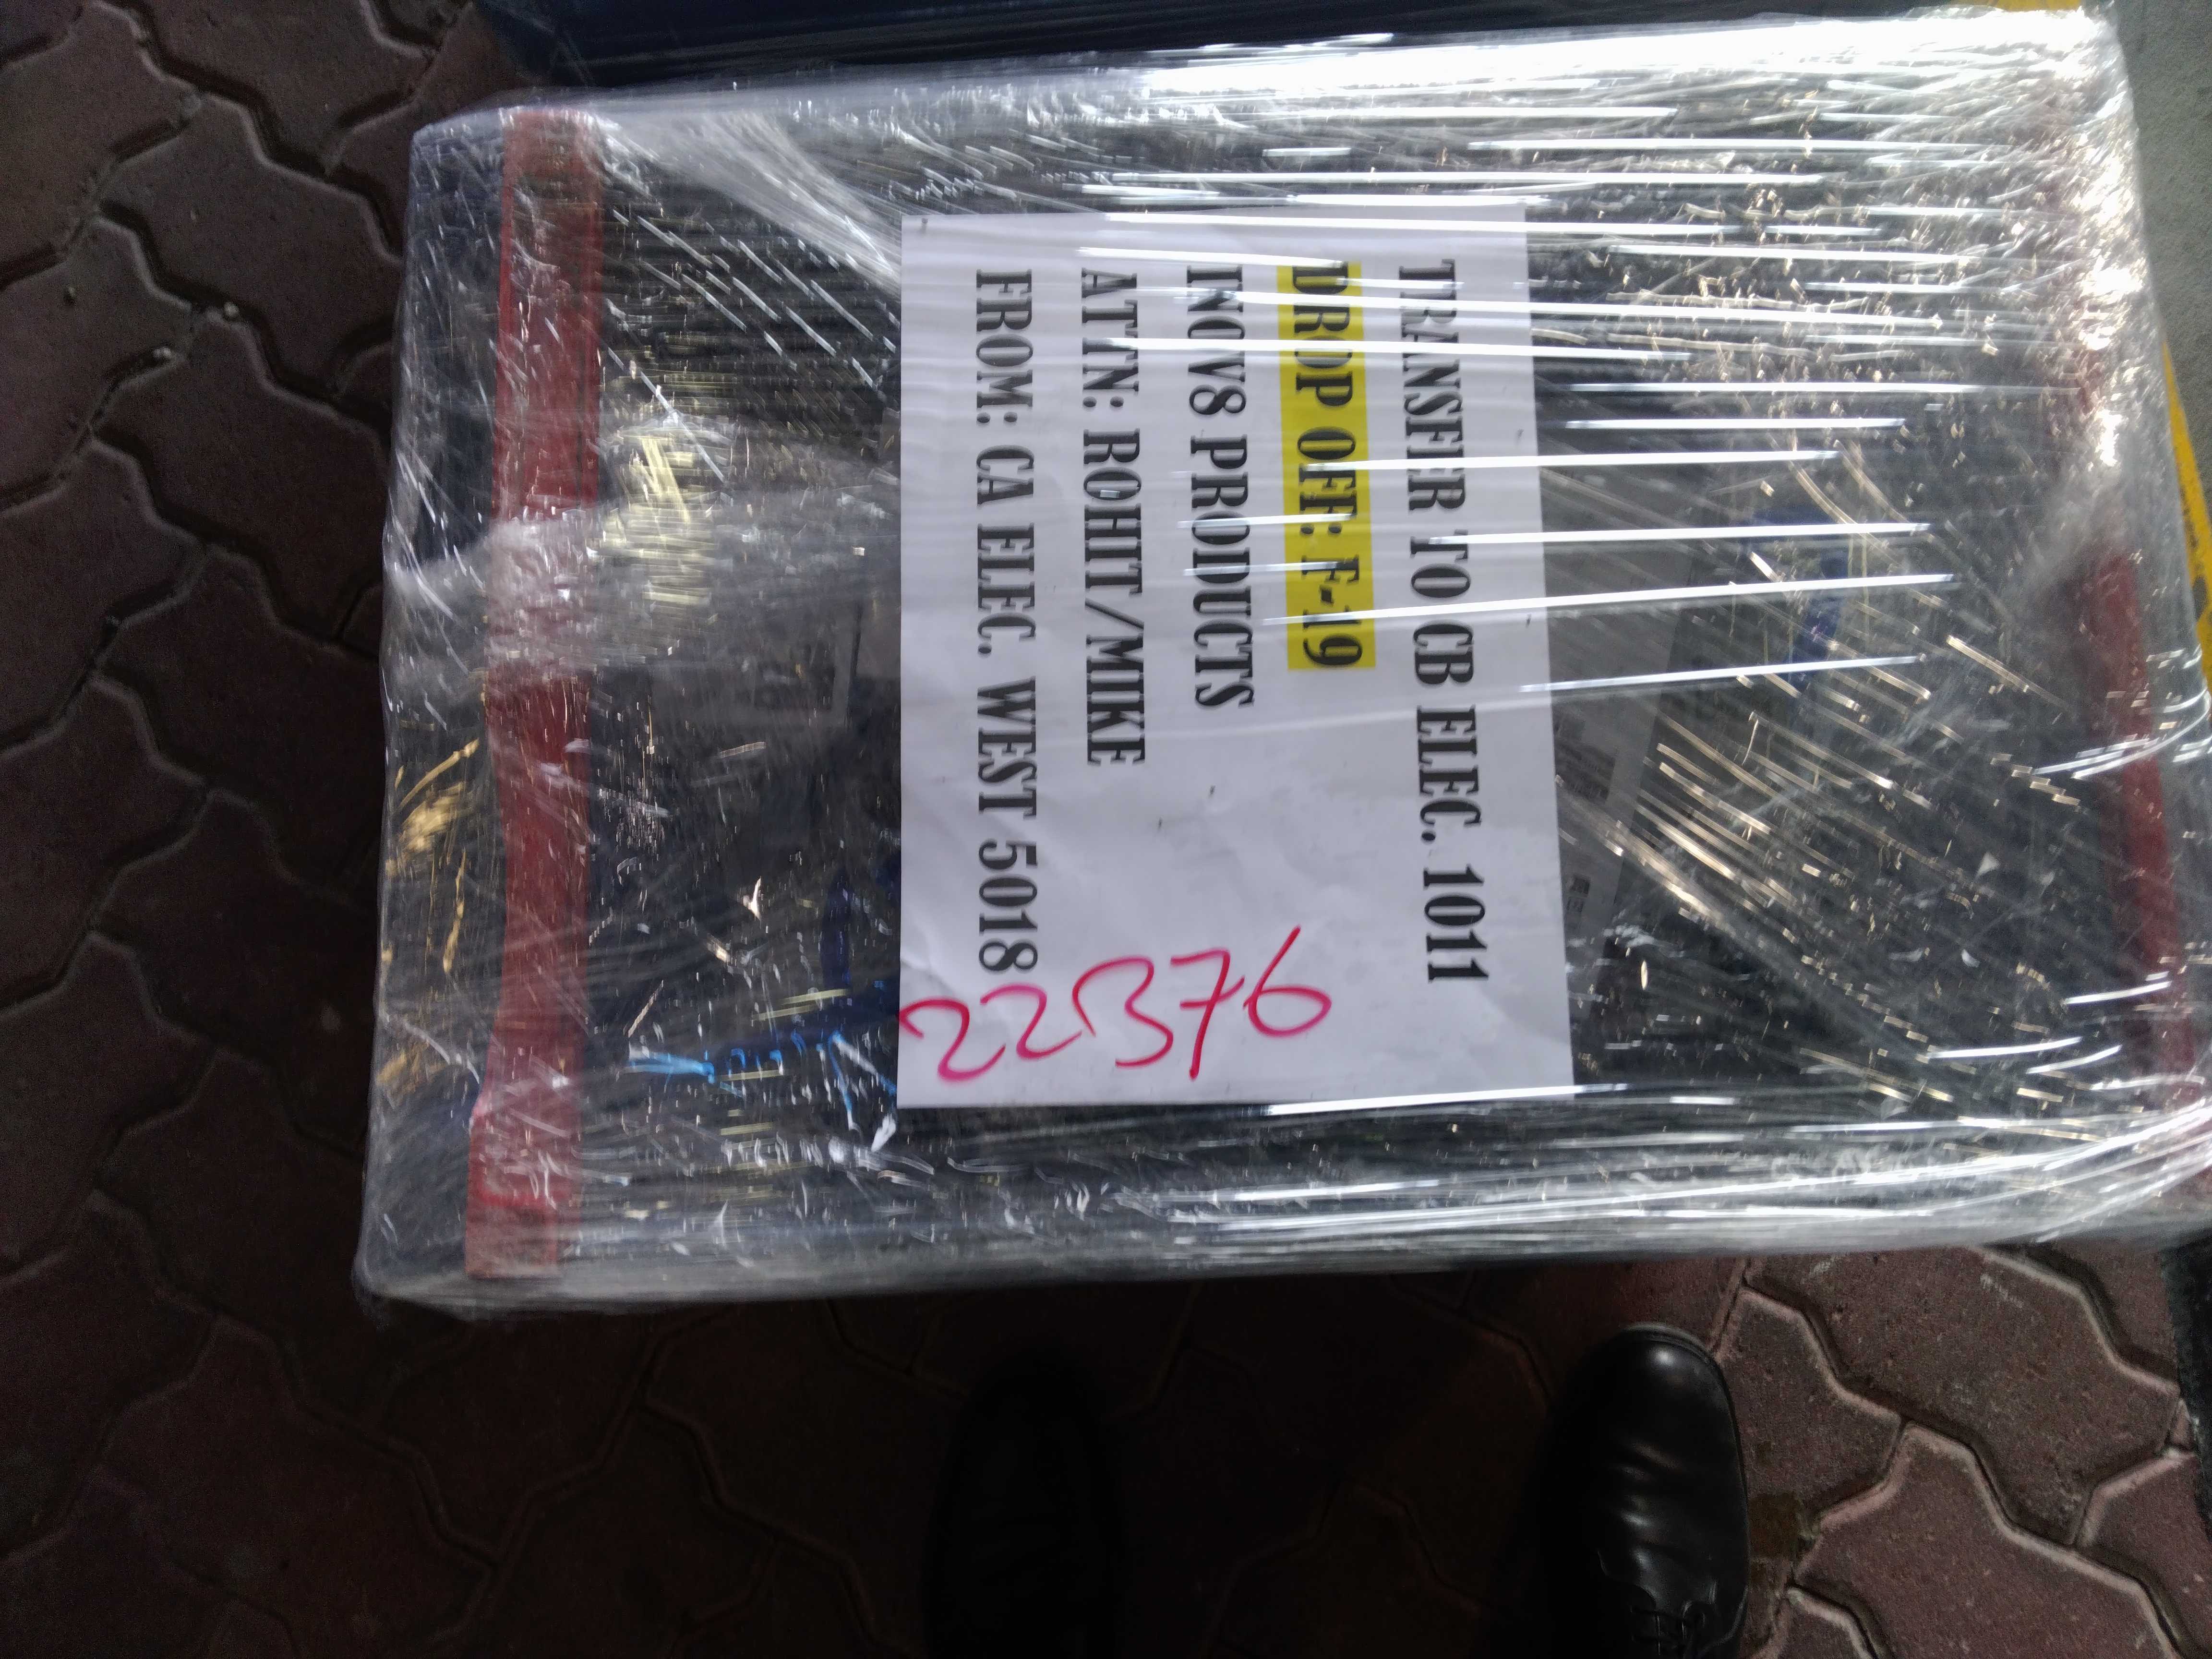 TRANSFER TO CB ELEC. 1011
DROP OFF: F-19
INOV8 PRODUCTS
ATTN: ROHIT/MIKE
FROM: CA ELEC. WEST 5018
22376